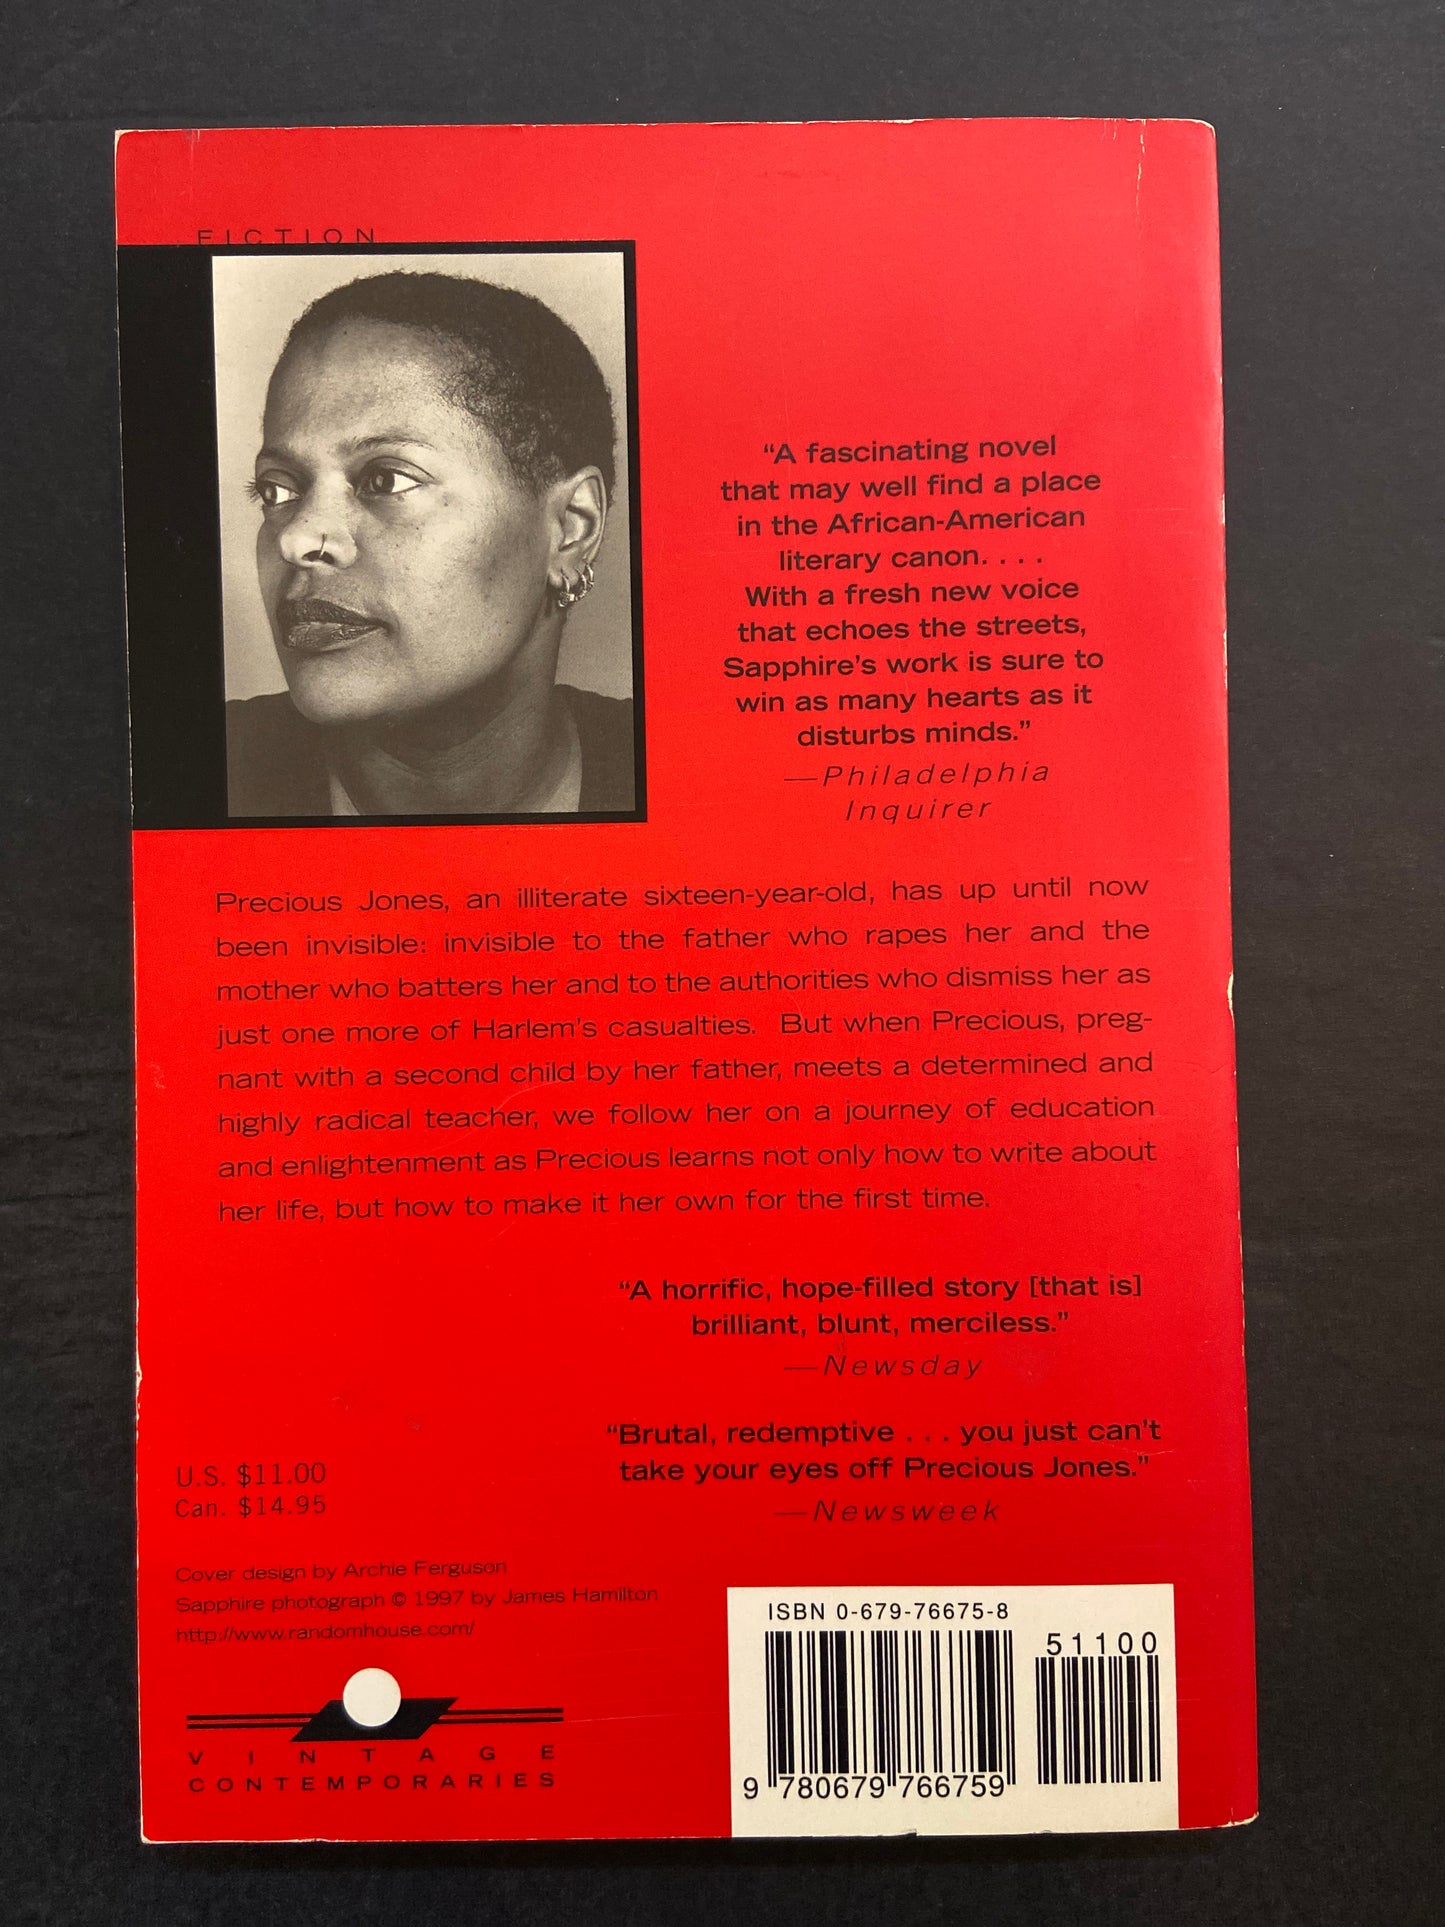 FICTION
“A fascinating novel
that may well find a place
in the African-American
literary canon. . . .
With a fresh new voice
that echoes the streets,
Sapphire’s work is sure to
win as many hearts as it
disturbs minds.”
—Philadelphia
Inquirer
Precious Jones, an illiterate sixteen-year-old, has up until now
been invisible: invisible to the father who rapes her and the
mother who batters her and to the authorities who dismiss her as
just one more of Harlem’s casualties. But when Precious, preg-
nant with a second child by her father, meets a determined and
highly radical teacher, we follow her on a journey of education
and enlightenment as Precious learns not only how to write about
her life, but how to make it her own for the first time.
“A horrific, hope-filled story [that is]
brilliant, blunt, merciless.”
—Newsday
“Brutal, redemptive . . . you just can’t
take your eyes off Precious Jones.”
—Newsweek
U.S. $11.00
Can. $14.95
Cover design by Archie Ferguson
Sapphire photograph © 1997 by James Hamilton
http://www.randomhouse.com/
VINTAGE
CONTEMPORARIES
ISBN 0-679-76675-8
51100
9 780679 766759